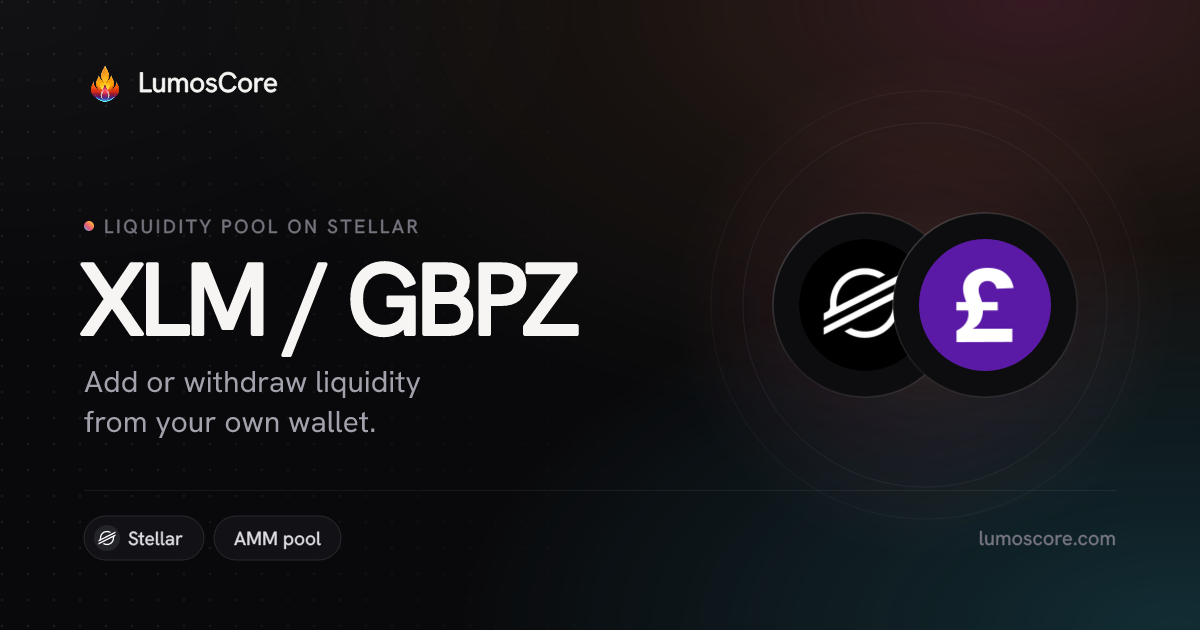 LumosCore
LIQUIDITY POOL ON STELLAR
XLM / GBPZ
Add or withdraw liquidity
from your own wallet.
£
Stellar
AMM pool
lumoscore.com